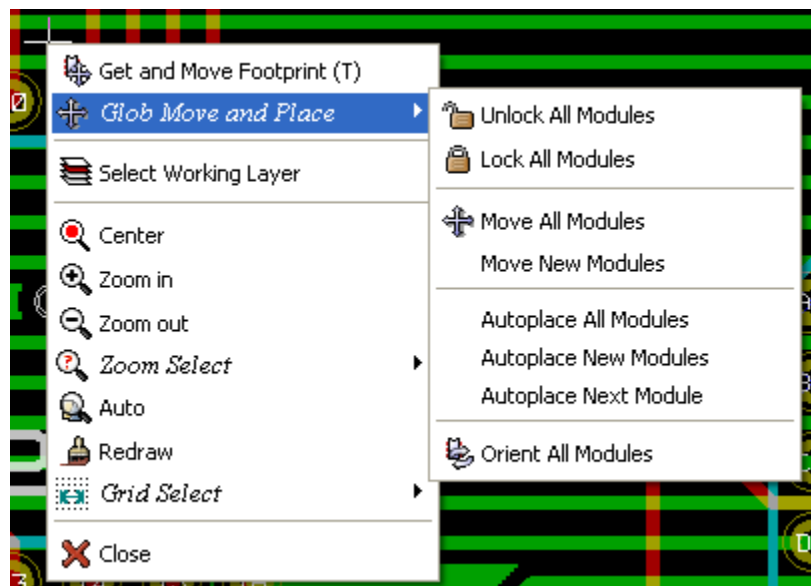 Get and Move Footprint (T)
Glob Move and Place
Select Working Layer
Center
Zoom in
Zoom out
Zoom Select
Auto
Redraw
Grid Select
Close
Unlock All Modules
Lock All Modules
Move All Modules
Move New Modules
Autoplace All Modules
Autoplace New Modules
Autoplace Next Module
Orient All Modules